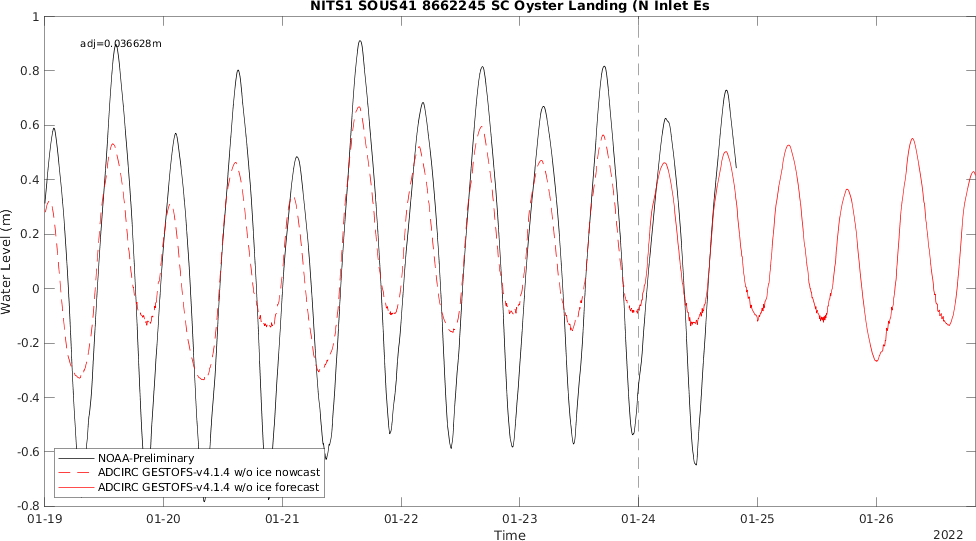 NITS1 SOUS41 8662245 SC Oyster Landing (N Inlet Es
adj=0.036628m
1
0.8
0.6
0.4
0.2
0
-0.2
-0.4
-0.6
-0.8
Water Level (m)
NOAA-Preliminary
ADCIRC GESTOFS-v4.1.4 w/o ice nowcast
ADCIRC GESTOFS-v4.1.4 w/o ice forecast
01-19 01-20 01-21 01-22 01-23 01-24 01-25 01-26
Time
2022